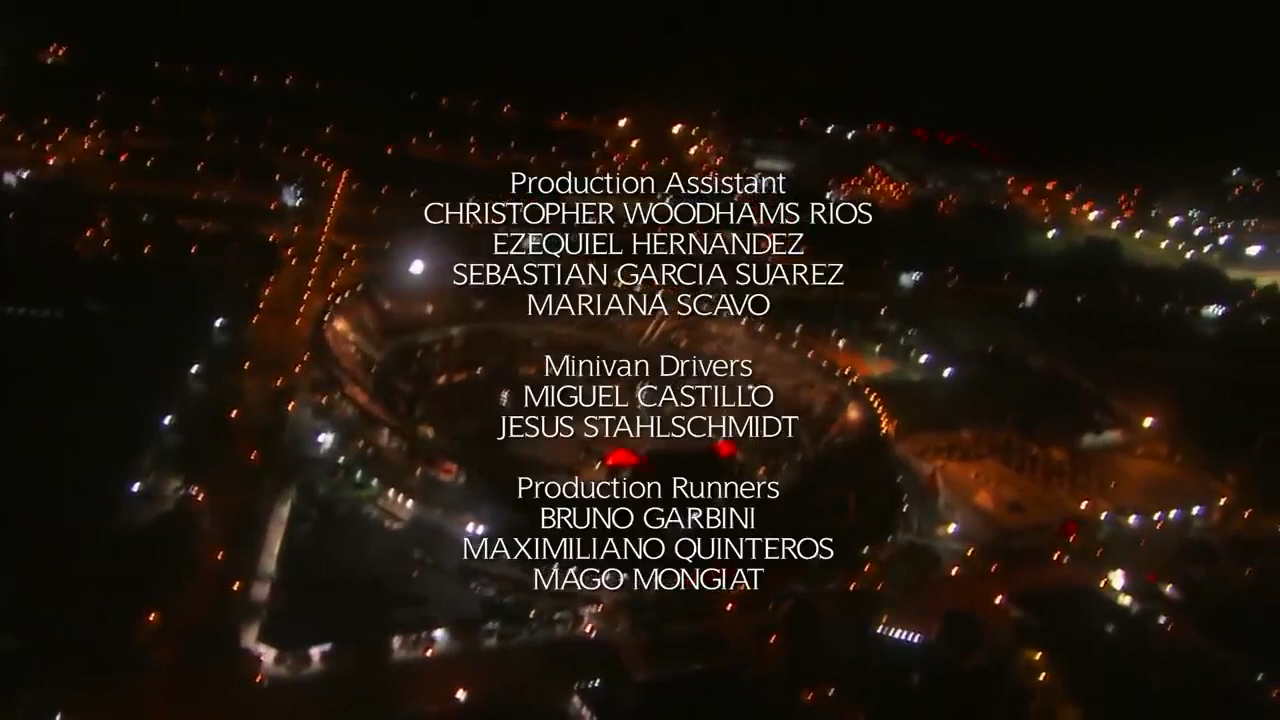 Production Assistant
CHRISTOPHER WOODHAMS RIOS
EZEQUIEL HERNANDEZ
SEBASTIAN GARCIA SUAREZ
MARIANA SCAVO
Minivan Drivers
MIGUEL CASTILLO
JESUS STAHLSCHMIDT
Production Runners
BRUNO GARBINI
MAXIMILIANO QUINTEROS
MAGO MONGIAT